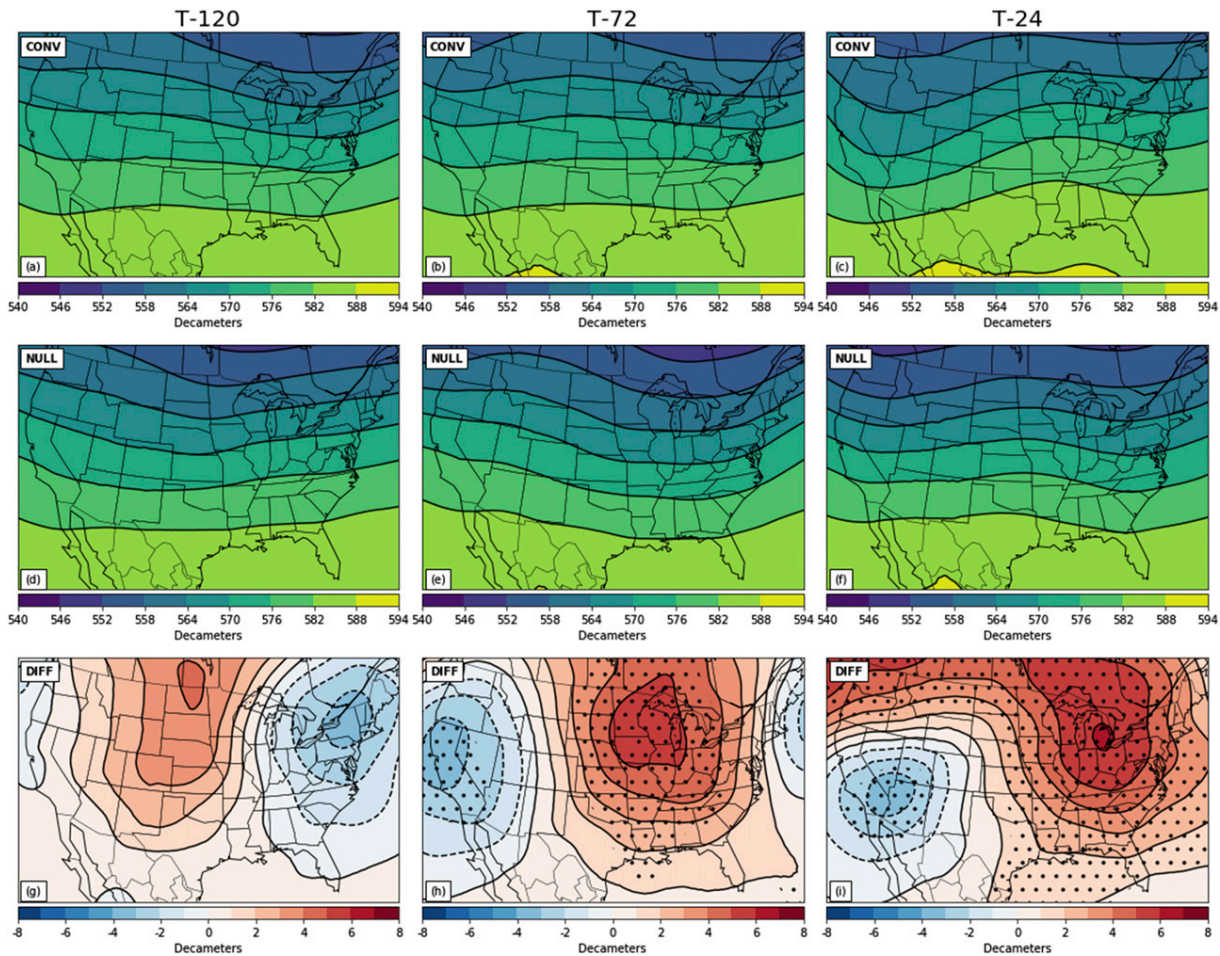 T-120 T-72 T-24
CONV CONV CONV
(a) (b) (c)
540 546 552 558 564 570 576 582 588 594 540 546 552 558 564 570 576 582 588 594 540 546 552 558 564 570 576 582 588 594
Decameters Decameters Decameters
NULL NULL NULL
(d) (e) (f)
540 546 552 558 564 570 576 582 588 594 540 546 552 558 564 570 576 582 588 594 540 546 552 558 564 570 576 582 588 594
Decameters Decameters Decameters
DIFF DIFF DIFF
(g) (h) (i)
-8 -6 -4 -2 0 2 4 6 8 -8 -6 -4 -2 0 2 4 6 8 -8 -6 -4 -2 0 2 4 6 8
Decameters Decameters Decameters